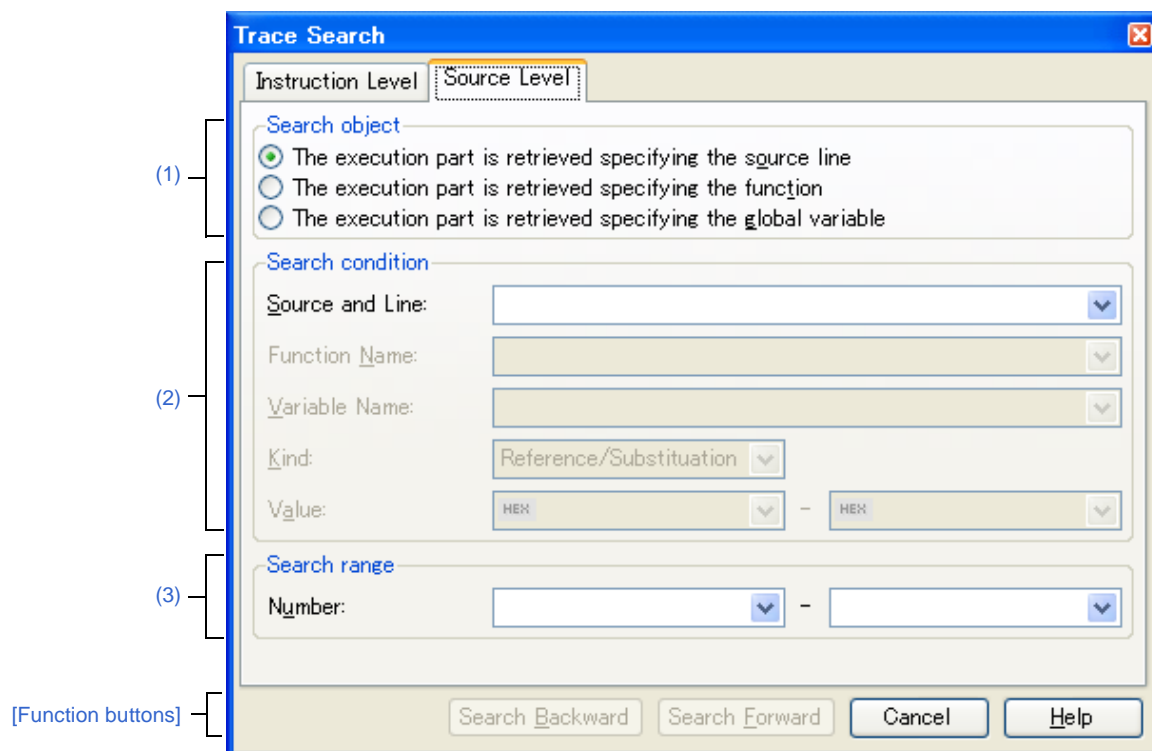 Trace Search
Instruction Level Source Level
(1)
Search object
The execution part is retrieved specifying the source line
The execution part is retrieved specifying the function
The execution part is retrieved specifying the global variable
(2)
Search condition
Source and Line:
Function Name:
Variable Name:
Kind: Reference/Substituation
Value: HEX - HEX
(3)
Search range
Number: -
[Function buttons]
Search Backward Search Forward Cancel Help